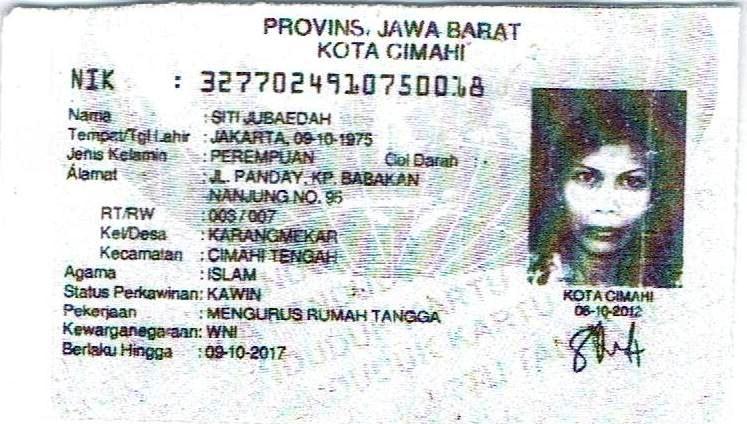 PROVINSI JAWA BARAT
KOTA CIMAHI
NIK : 3277024910750018
Nama : SITI JUBAEDAH
Tempat/Tgl Lahir : JAKARTA, 09-10-1975
Jenis Kelamin : PEREMPUAN Gol Darah :
Alamat : JL. PANDAY, KP. BABAKAN
NANJUNG NO. 95
RT/RW : 003 / 007
Kel/Desa : KARANGMEKAR
Kecamatan : CIMAHI TENGAH
Agama : ISLAM
Status Perkawinan: KAWIN
Pekerjaan : MENGURUS RUMAH TANGGA
Kewarganegaraan: WNI
Berlaku Hingga : 09-10-2017
KOTA CIMAHI
06-10-2012